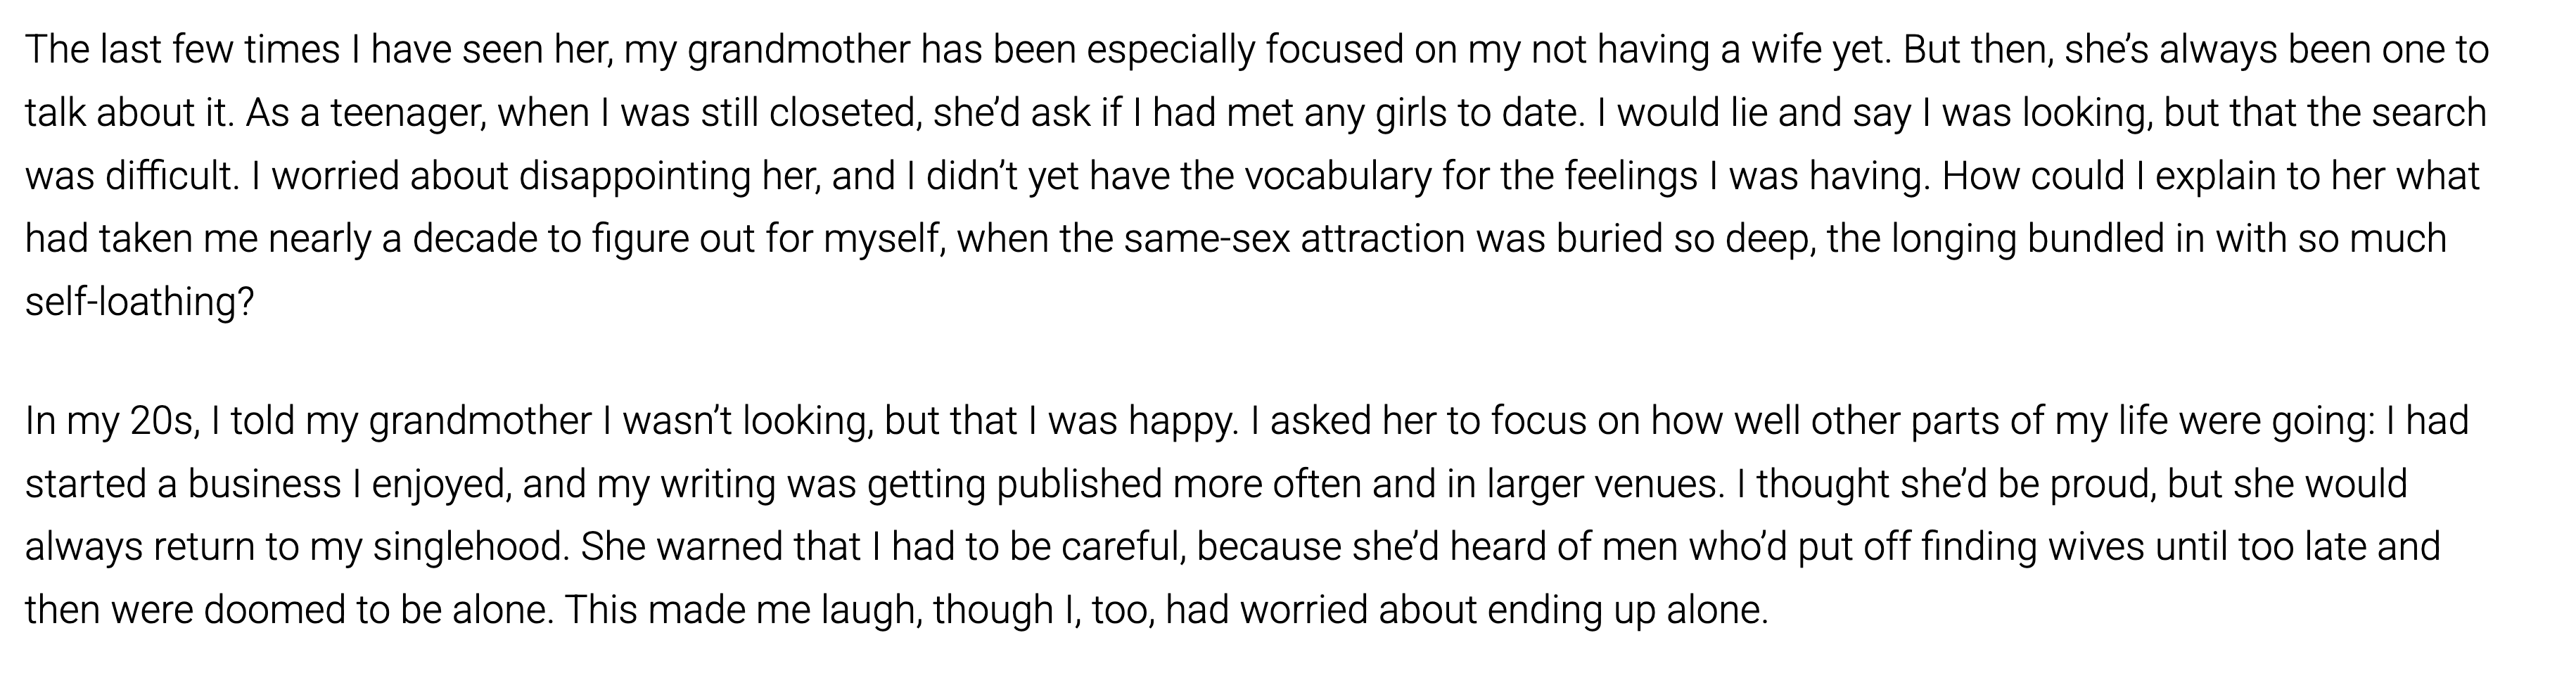 The last few times I have seen her, my grandmother has been especially focused on my not having a wife yet. But then, she’s always been one to
talk about it. As a teenager, when I was still closeted, she’d ask if I had met any girls to date. I would lie and say I was looking, but that the search
was difficult. I worried about disappointing her, and I didn’t yet have the vocabulary for the feelings I was having. How could I explain to her what
had taken me nearly a decade to figure out for myself, when the same-sex attraction was buried so deep, the longing bundled in with so much
self-loathing?
In my 20s, I told my grandmother I wasn’t looking, but that I was happy. I asked her to focus on how well other parts of my life were going: I had
started a business I enjoyed, and my writing was getting published more often and in larger venues. I thought she’d be proud, but she would
always return to my singlehood. She warned that I had to be careful, because she’d heard of men who’d put off finding wives until too late and
then were doomed to be alone. This made me laugh, though I, too, had worried about ending up alone.